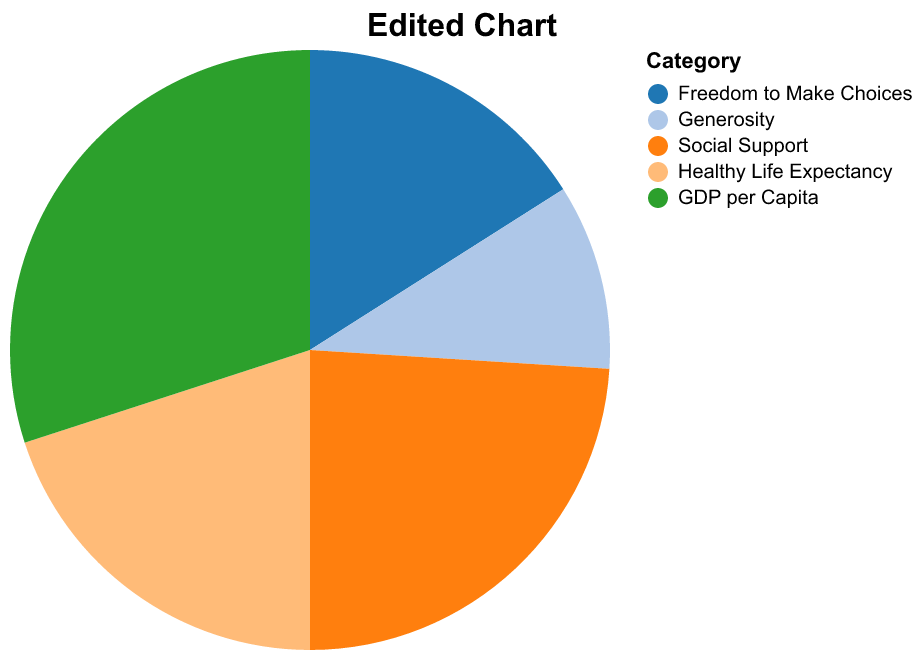 Edited Chart
Category
Freedom to Make Choices
Generosity
Social Support
Healthy Life Expectancy
GDP per Capita